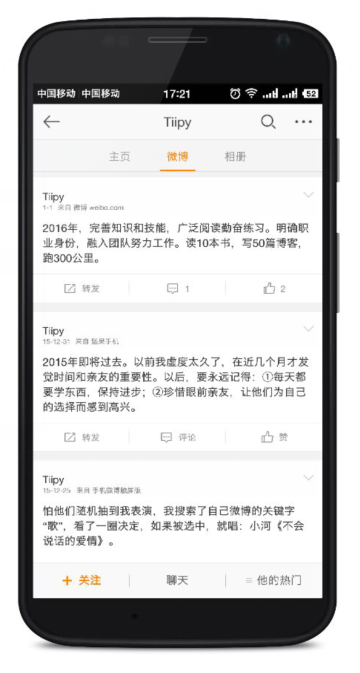 中国移动 中国移动 17:21 52
Tiipy
主页 微博 相册
Tiipy
1-1 来自 微博 weibo.com
2016年,完善知识和技能,广泛阅读勤奋练习。明确职
业身份,融入团队努力工作。读10本书,写50篇博客,
跑300公里。
转发 1 2
Tiipy
15-12-31 来自 坚果手机
2015年即将过去。以前我虚度太久了,在近几个月才发
觉时间和亲友的重要性。以后,要永远记得:①每天都
要学东西,保持进步;②珍惜眼前亲友,让他们为自己
的选择而感到高兴。
转发 评论 赞
Tiipy
15-12-25 来自 手机微博触屏版
怕他们随机抽到我表演,我搜索了自己微博的关键字
“歌”,看了一圈决定,如果被选中,就唱:小河《不会
说话的爱情》。
+ 关注 聊天 他的热门